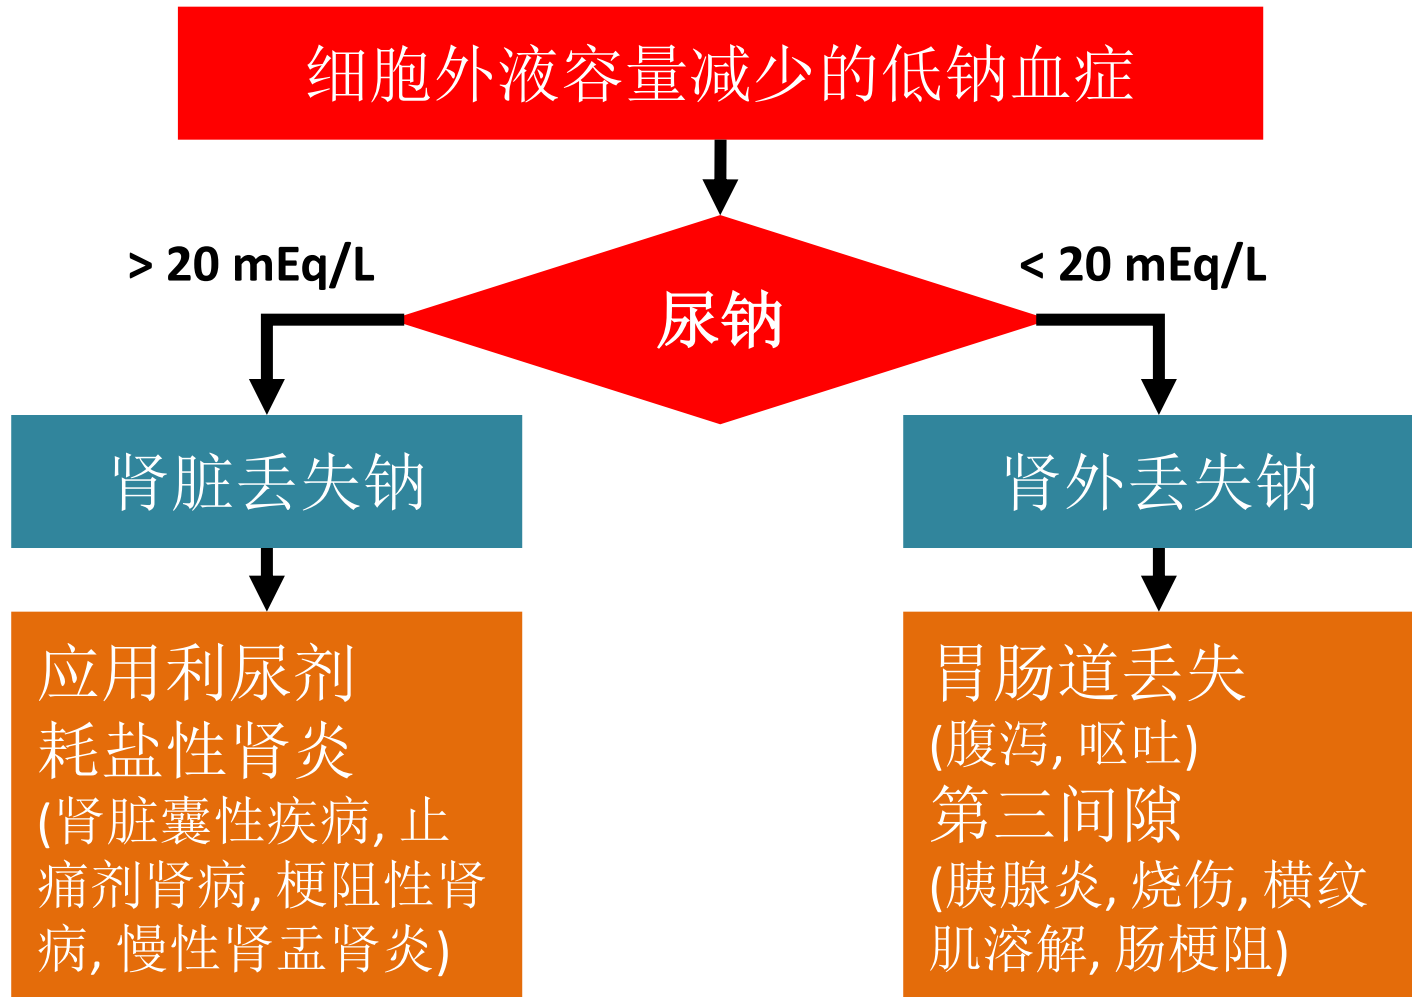 细胞外液容量减少的低钠血症
> 20 mEq/L
< 20 mEq/L
尿钠
肾脏丢失钠
肾外丢失钠
应用利尿剂
耗盐性肾炎
(肾脏囊性疾病, 止
痛剂肾病, 梗阻性肾
病, 慢性肾盂肾炎)
胃肠道丢失
(腹泻, 呕吐)
第三间隙
(胰腺炎, 烧伤, 横纹
肌溶解, 肠梗阻)